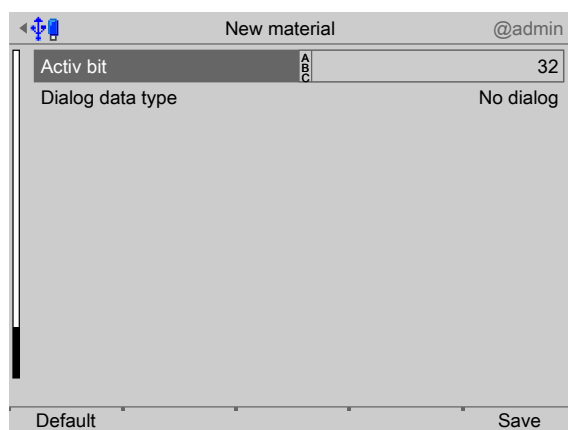 New material
@admin
Activ bit
ABC
32
Dialog data type
No dialog
Default
Save